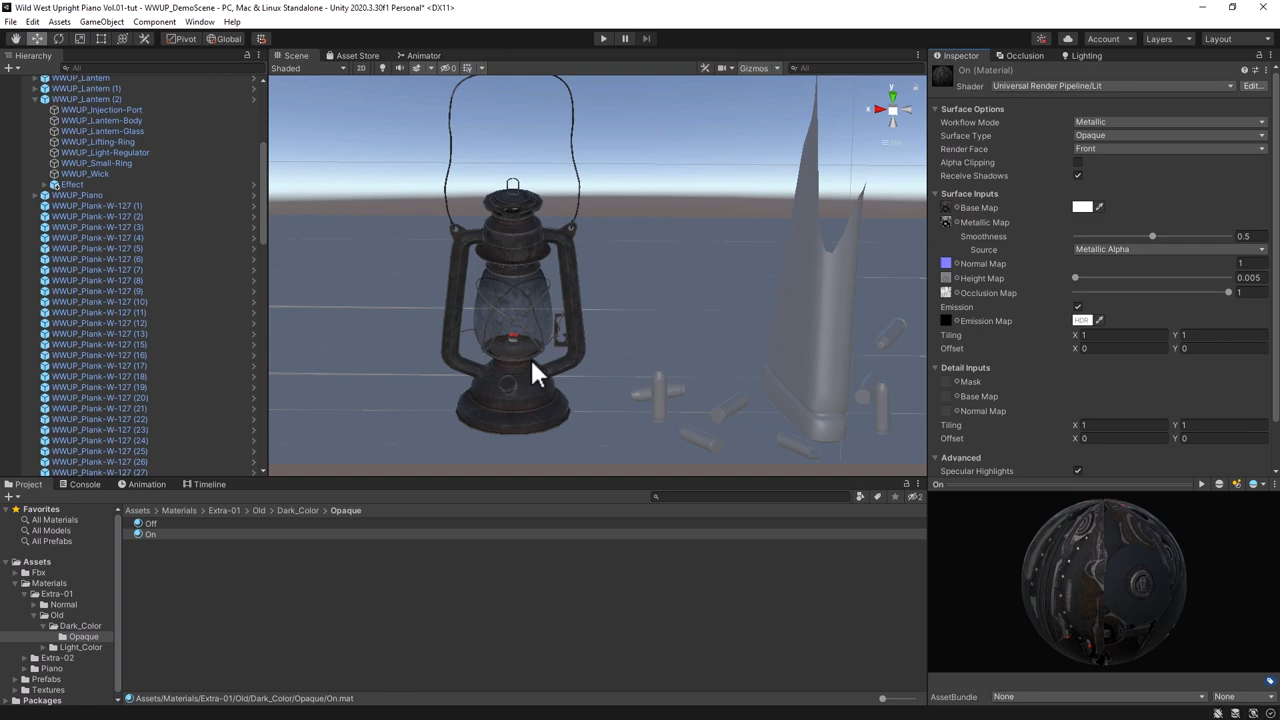 Wild West Upright Piano Vol.01-tut - WWUP_DemoScene - PC, Mac & Linux Standalone - Unity 2020.3.30f1 Personal* <DX11>
File Edit Assets GameObject Component Window Help
Pivot Global Account Layers Layout
Hierarchy
All
WWUP_Lantern
WWUP_Lantern (1)
WWUP_Lantern (2)
WWUP_Injection-Port
WWUP_Lantern-Body
WWUP_Lantern-Glass
WWUP_Lifting-Ring
WWUP_Light-Regulator
WWUP_Small-Ring
WWUP_Wick
Effect
WWUP_Piano
WWUP_Plank-W-127 (1)
WWUP_Plank-W-127 (2)
WWUP_Plank-W-127 (3)
WWUP_Plank-W-127 (4)
WWUP_Plank-W-127 (5)
WWUP_Plank-W-127 (6)
WWUP_Plank-W-127 (7)
WWUP_Plank-W-127 (8)
WWUP_Plank-W-127 (9)
WWUP_Plank-W-127 (10)
WWUP_Plank-W-127 (11)
WWUP_Plank-W-127 (12)
WWUP_Plank-W-127 (13)
WWUP_Plank-W-127 (15)
WWUP_Plank-W-127 (16)
WWUP_Plank-W-127 (17)
WWUP_Plank-W-127 (18)
WWUP_Plank-W-127 (19)
WWUP_Plank-W-127 (20)
WWUP_Plank-W-127 (21)
WWUP_Plank-W-127 (22)
WWUP_Plank-W-127 (23)
WWUP_Plank-W-127 (24)
WWUP_Plank-W-127 (25)
WWUP_Plank-W-127 (26)
WWUP_Plank-W-127 (27)
Scene Asset Store Animator
Shaded 2D 0 Gizmos All
y
x
Iso
Inspector Occlusion Lighting
On (Material)
Shader Universal Render Pipeline/Lit Edit...
Surface Options
Workflow Mode Metallic
Surface Type Opaque
Render Face Front
Alpha Clipping
Receive Shadows
Surface Inputs
Base Map
Metallic Map
Smoothness 0.5
Source Metallic Alpha
Normal Map 1
Height Map 0.005
Occlusion Map 1
Emission
Emission Map HDR
Tiling X 1 Y 1
Offset X 0 Y 0
Detail Inputs
Mask
Base Map
Normal Map
Tiling X 1 Y 1
Offset X 0 Y 0
Advanced
Specular Highlights
On
AssetBundle None None
Project Console Animation Timeline
2
Favorites
All Materials
All Models
All Prefabs
Assets
Fbx
Materials
Extra-01
Normal
Old
Dark_Color
Opaque
Light_Color
Extra-02
Piano
Prefabs
Textures
Packages
Assets > Materials > Extra-01 > Old > Dark_Color > Opaque
Off
On
Assets/Materials/Extra-01/Old/Dark_Color/Opaque/On.mat